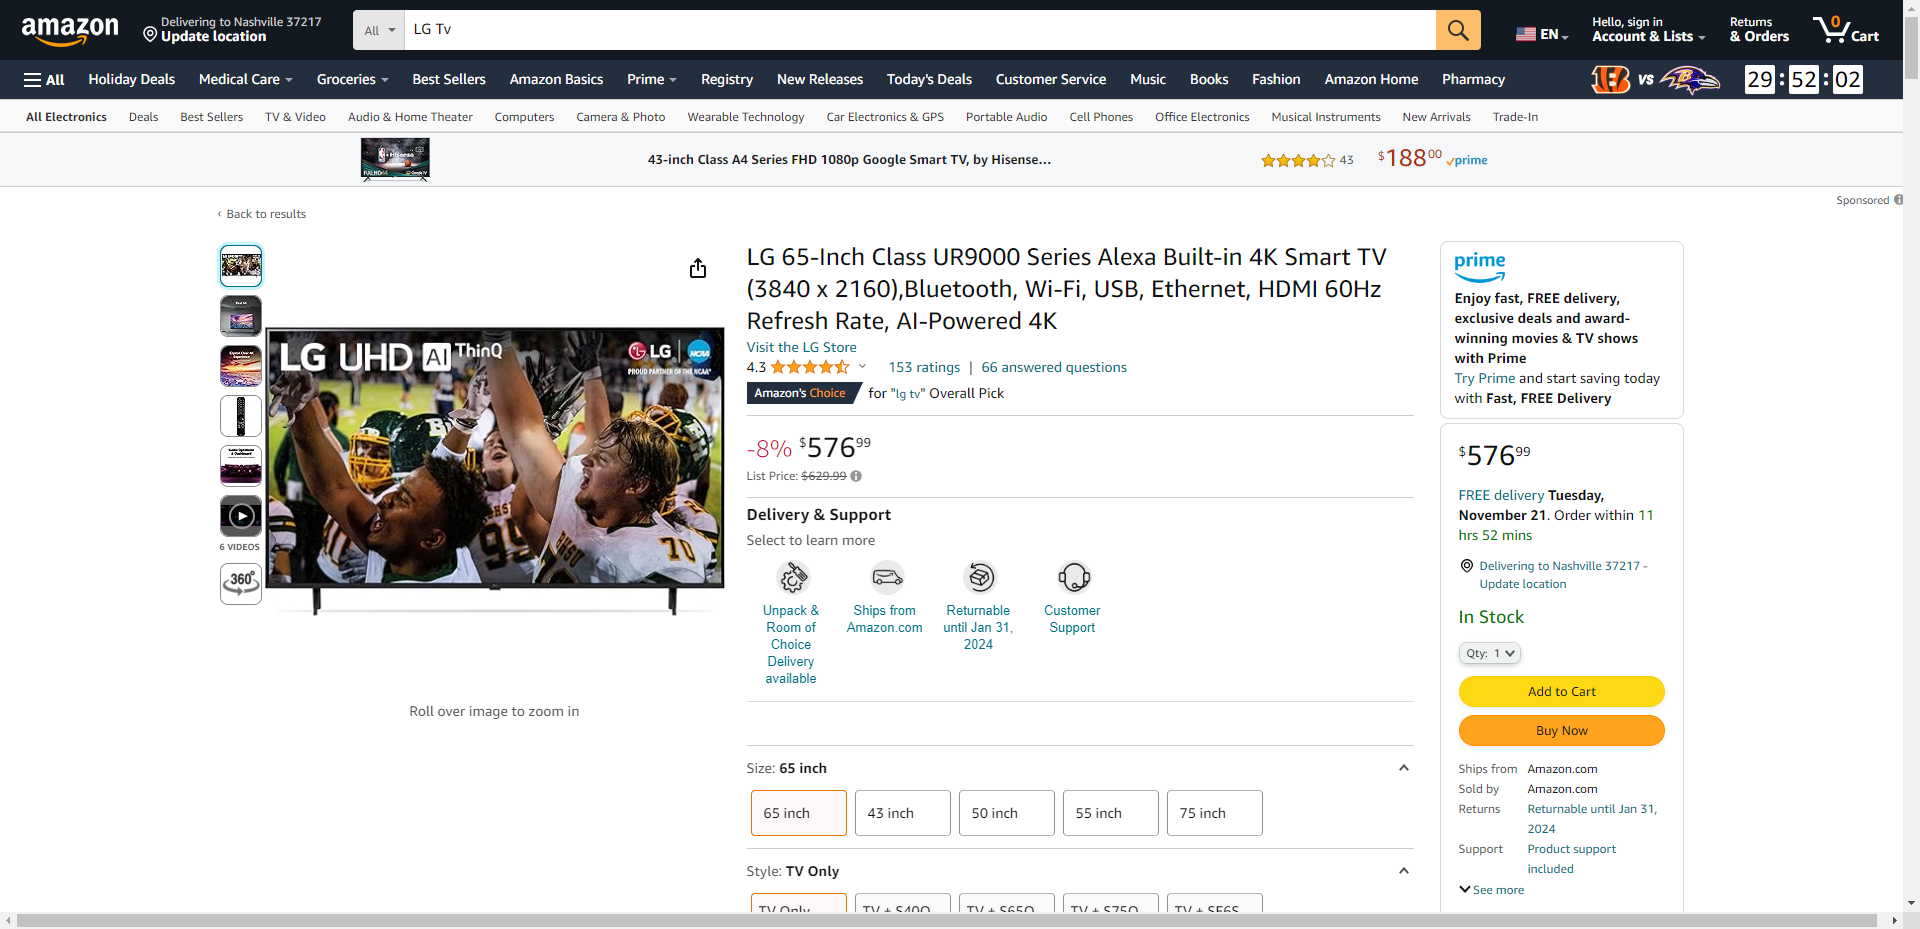 amazon
Delivering to Nashville 37217
Update location
All
LG Tv
EN
Hello, sign in
Account & Lists
Returns
& Orders
0
Cart
All
Holiday Deals
Medical Care
Groceries
Best Sellers
Amazon Basics
Prime
Registry
New Releases
Today's Deals
Customer Service
Music
Books
Fashion
Amazon Home
Pharmacy
VS
29:52:02
All Electronics
Deals
Best Sellers
TV & Video
Audio & Home Theater
Computers
Camera & Photo
Wearable Technology
Car Electronics & GPS
Portable Audio
Cell Phones
Office Electronics
Musical Instruments
New Arrivals
Trade-In
Hisense
43-inch Class A4 Series FHD 1080p Google Smart TV, by Hisense...
43
$18800
prime
Sponsored
‹ Back to results
6 VIDEOS
360°
LG UHD AI ThinQ
LG
NCAA
PROUD PARTNER OF THE NCAA
70
Roll over image to zoom in
LG 65-Inch Class UR9000 Series Alexa Built-in 4K Smart TV
(3840 x 2160),Bluetooth, Wi-Fi, USB, Ethernet, HDMI 60Hz
Refresh Rate, AI-Powered 4K
Visit the LG Store
4.3
153 ratings | 66 answered questions
Amazon's Choice for "lg tv" Overall Pick
-8% $57699
List Price: $629.99
Delivery & Support
Select to learn more
Unpack &
Room of
Choice
Delivery
available
Ships from
Amazon.com
Returnable
until Jan 31,
2024
Customer
Support
Size: 65 inch
65 inch
43 inch
50 inch
55 inch
75 inch
Style: TV Only
TV Only
TV + S40Q
TV + S65Q
TV + S75Q
TV + SE6S
prime
Enjoy fast, FREE delivery,
exclusive deals and award-
winning movies & TV shows
with Prime
Try Prime and start saving today
with Fast, FREE Delivery
$57699
FREE delivery Tuesday,
November 21. Order within 11
hrs 52 mins
Delivering to Nashville 37217 -
Update location
In Stock
Qty: 1
Add to Cart
Buy Now
Ships from Amazon.com
Sold by Amazon.com
Returns Returnable until Jan 31,
2024
Support Product support
included
See more